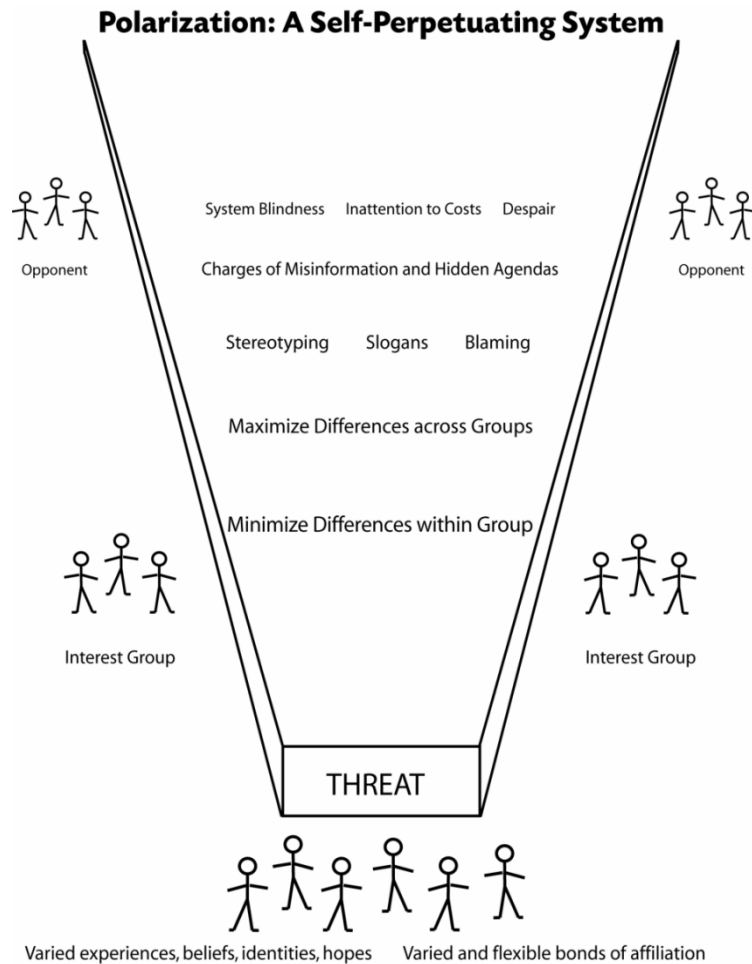 Polarization: A Self-Perpetuating System
System Blindness Inattention to Costs Despair
Opponent Charges of Misinformation and Hidden Agendas Opponent
Stereotyping Slogans Blaming
Maximize Differences across Groups
Minimize Differences within Group
Interest Group Interest Group
THREAT
Varied experiences, beliefs, identities, hopes Varied and flexible bonds of affiliation